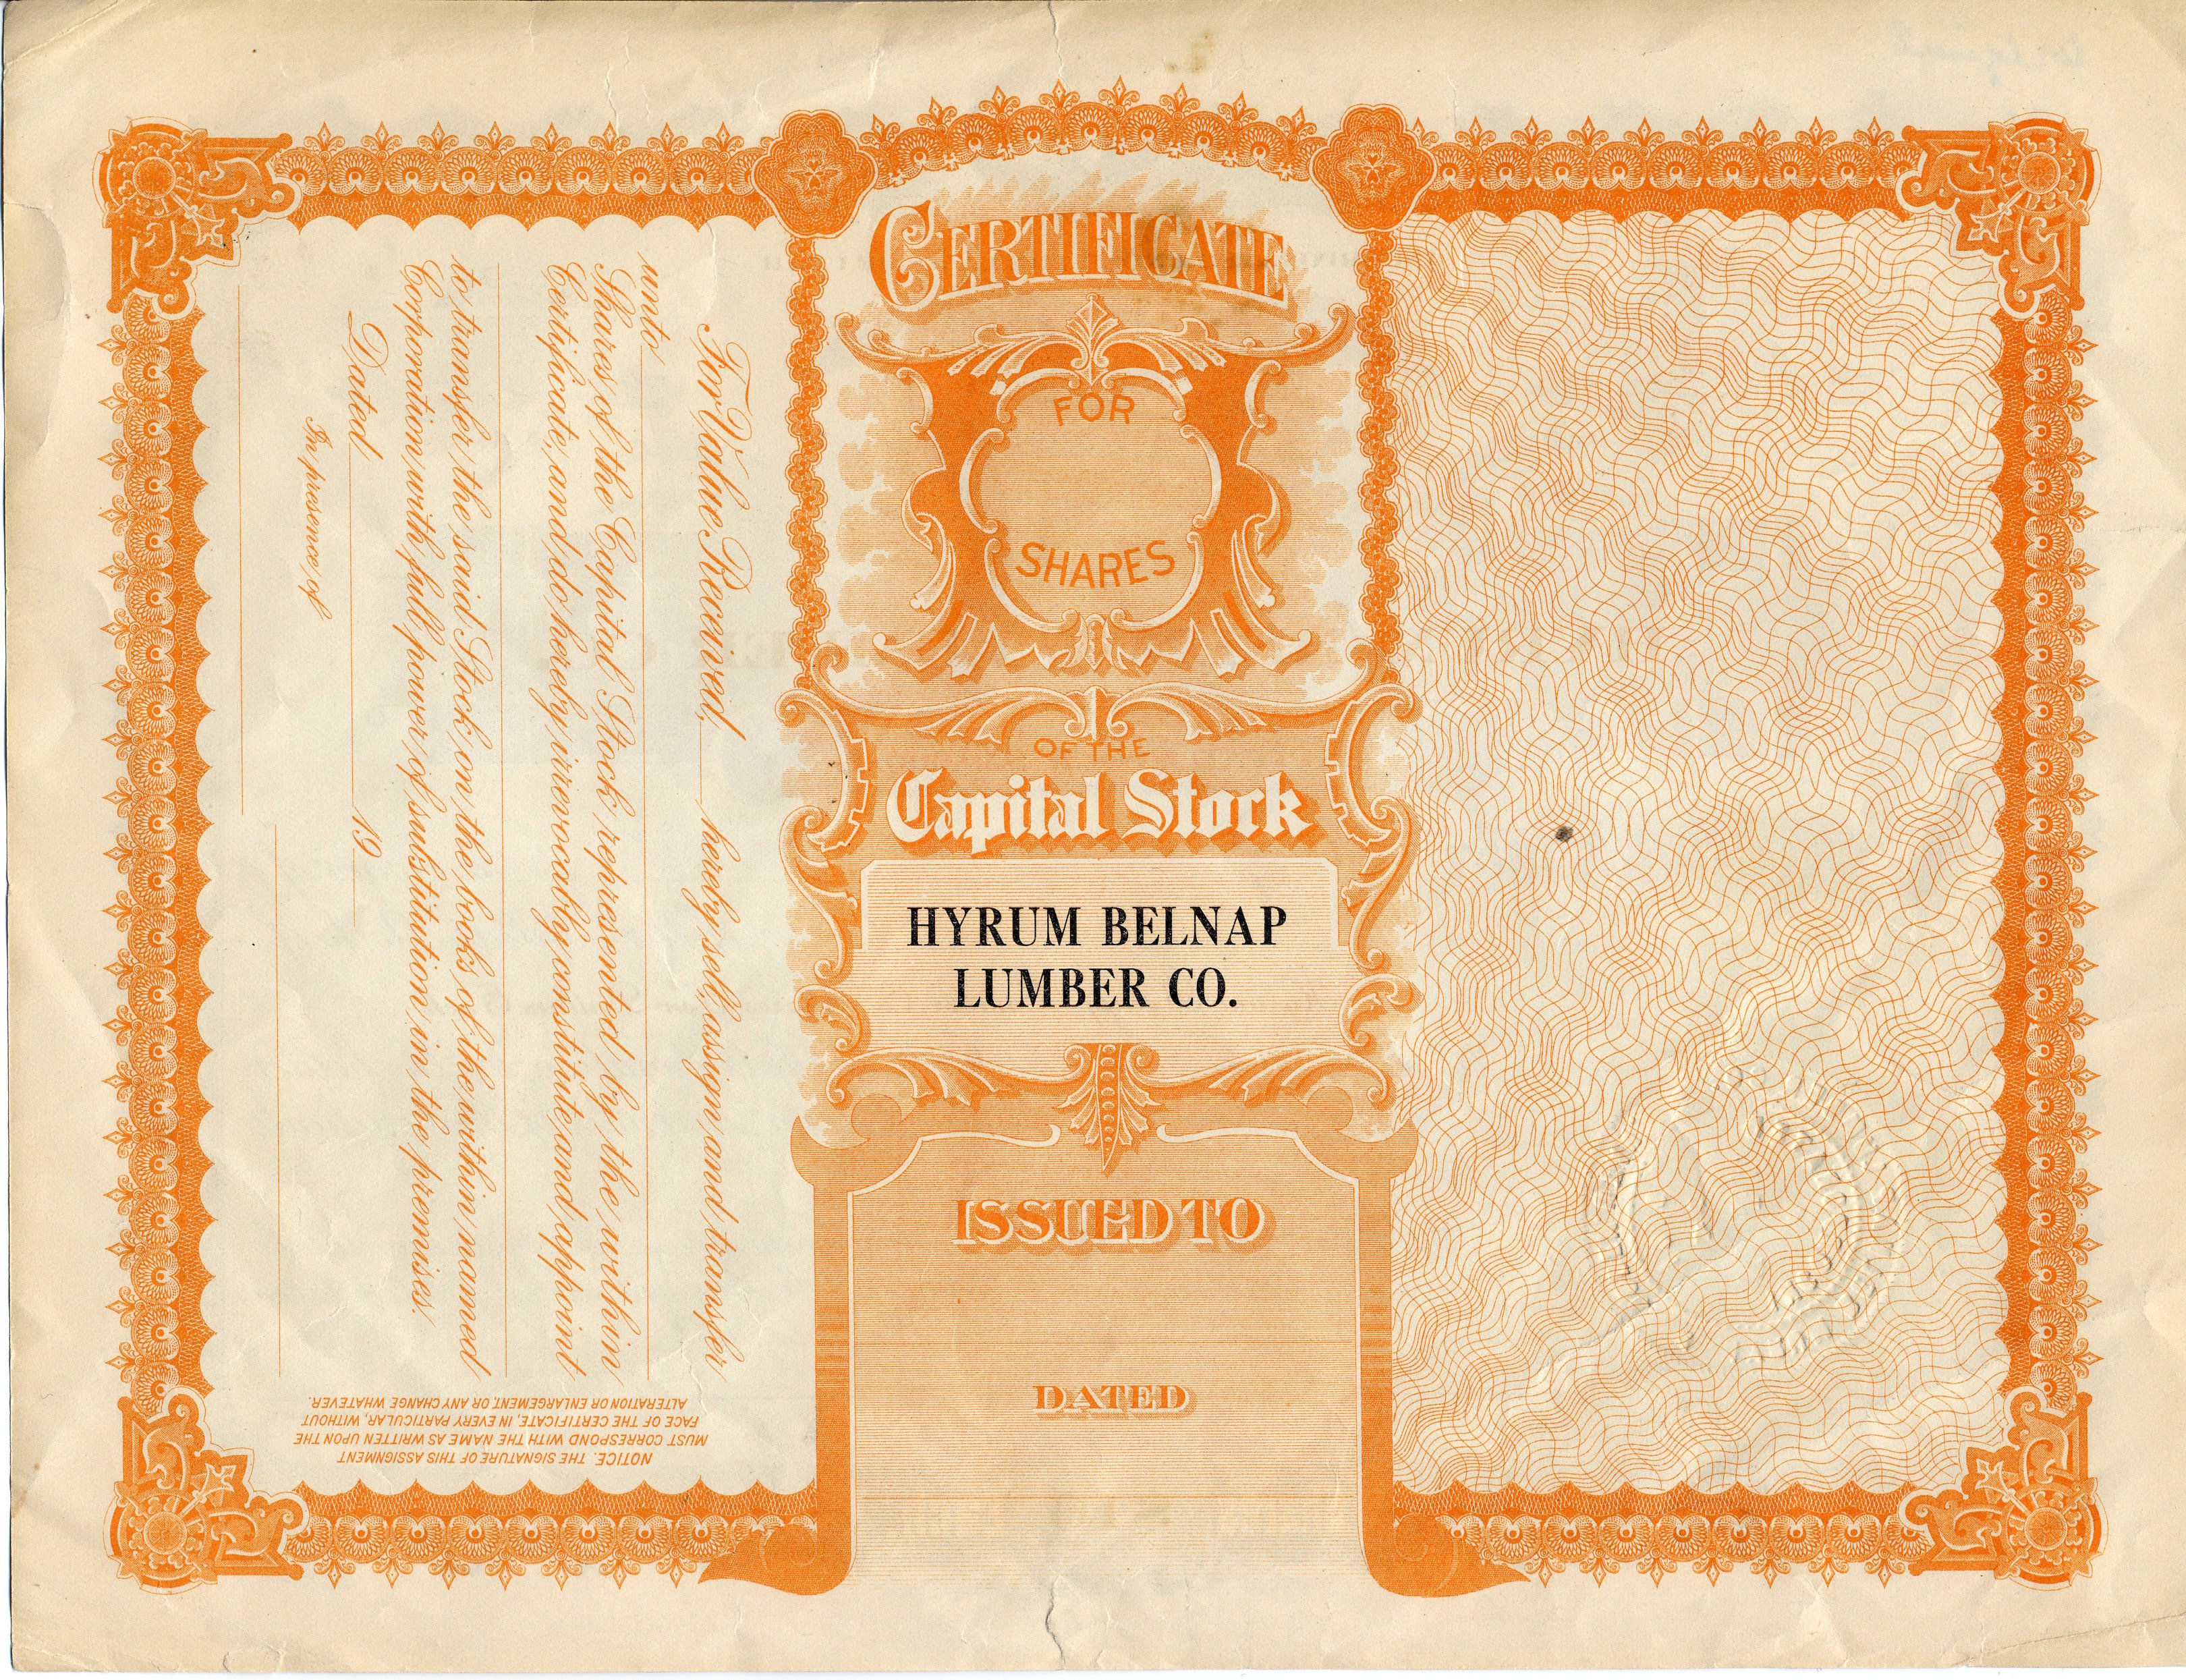 CERTIFICATE
FOR
SHARES
OF THE
Capital Stock
HYRUM BELNAP
LUMBER CO.
ISSUED TO
DATED
For Value Received, hereby sell, assign and transfer
unto
Shares of the Capital Stock represented by the within
Certificate, and do hereby irrevocably constitute and appoint
to transfer the said Stock on the books of the within named
Corporation with full power of substitution in the premises.
Dated 19
In presence of
NOTICE. THE SIGNATURE OF THIS ASSIGNMENT
MUST CORRESPOND WITH THE NAME AS WRITTEN UPON THE
FACE OF THE CERTIFICATE, IN EVERY PARTICULAR, WITHOUT
ALTERATION OR ENLARGEMENT, OR ANY CHANGE WHATEVER.